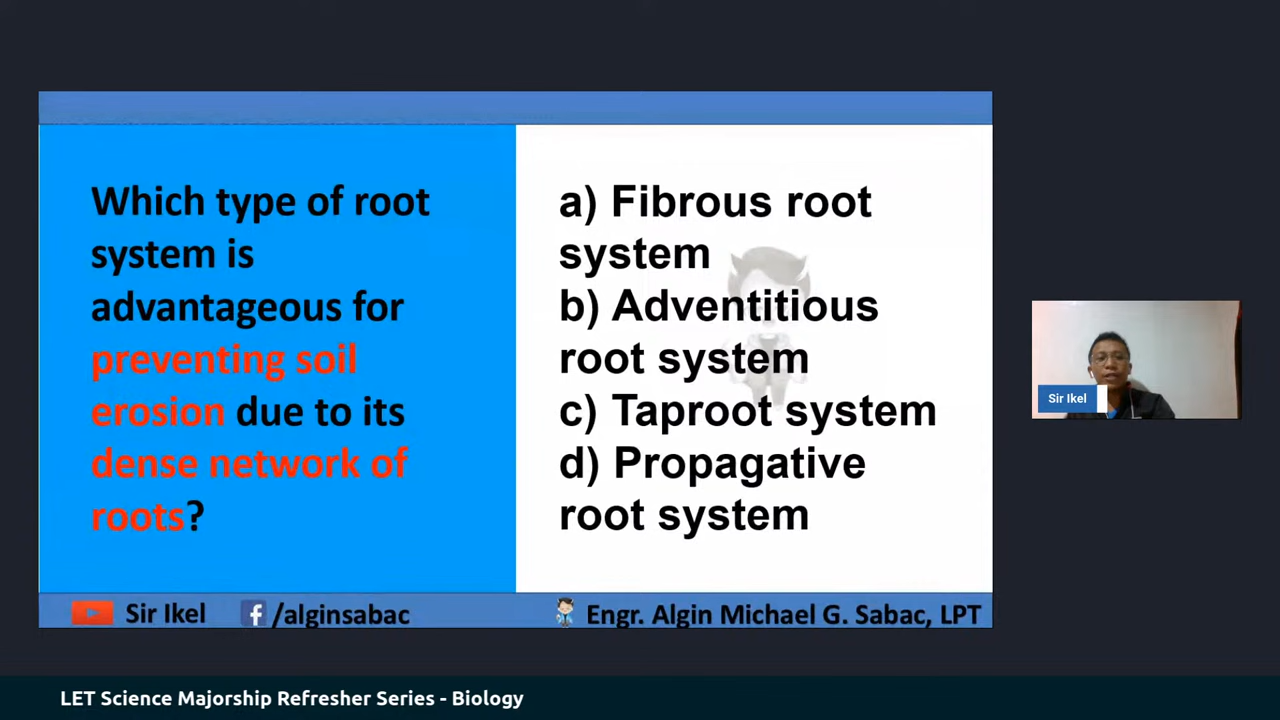 Which type of root
system is
advantageous for
preventing soil
erosion due to its
dense network of
roots?
a) Fibrous root
system
b) Adventitious
root system
c) Taproot system
d) Propagative
root system
Sir Ikel
Sir Ikel
/alginsabac
Engr. Algin Michael G. Sabac, LPT
LET Science Majorship Refresher Series - Biology